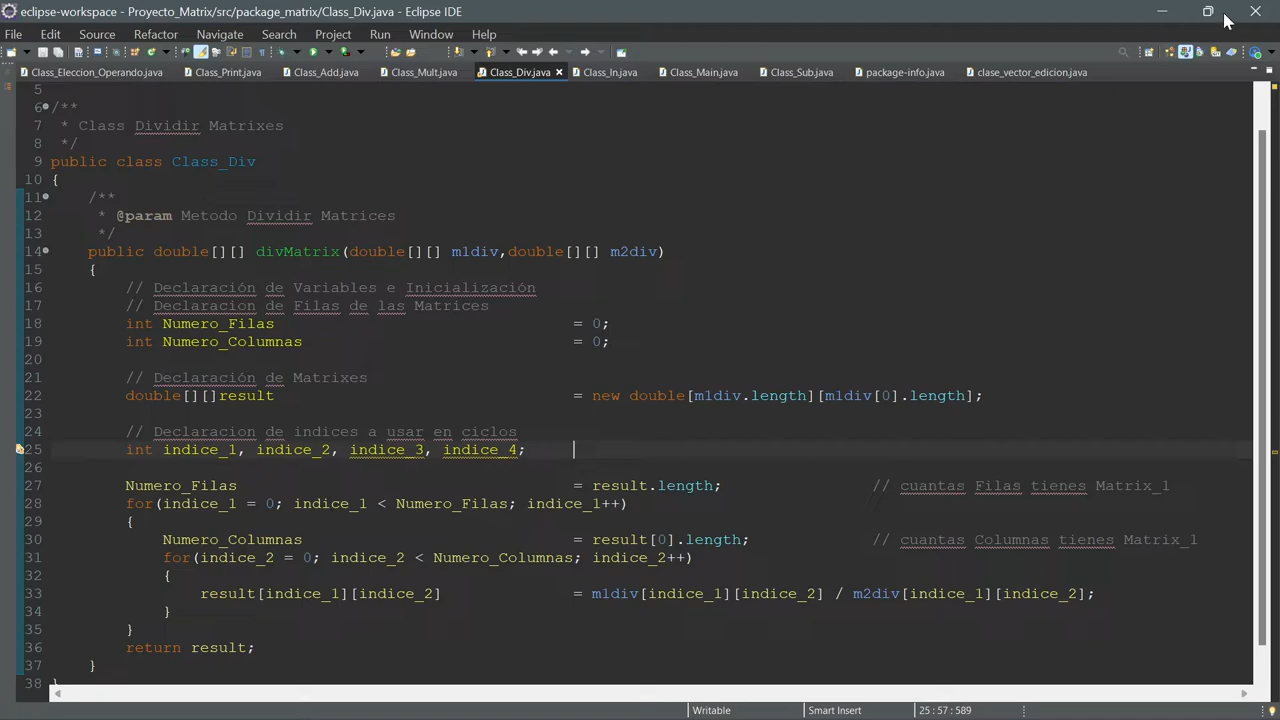 eclipse-workspace - Proyecto_Matrix/src/package_matrix/Class_Div.java - Eclipse IDE
File Edit Source Refactor Navigate Search Project Run Window Help
Class_Eleccion_Operando.java Class_Print.java Class_Add.java Class_Mult.java Class_Div.java Class_In.java Class_Main.java Class_Sub.java package-info.java clase_vector_edicion.java
5
6 /**
7 * Class Dividir Matrixes
8 */
9 public class Class_Div
10 {
11 /**
12 * @param Metodo Dividir Matrices
13 */
14 public double[][] divMatrix(double[][] m1div,double[][] m2div)
15 {
16 // Declaración de Variables e Inicialización
17 // Declaracion de Filas de las Matrices
18 int Numero_Filas = 0;
19 int Numero_Columnas = 0;
20
21 // Declaración de Matrixes
22 double[][]result = new double[m1div.length][m1div[0].length];
23
24 // Declaracion de indices a usar en ciclos
25 int indice_1, indice_2, indice_3, indice_4;
26
27 Numero_Filas = result.length; // cuantas Filas tienes Matrix_1
28 for(indice_1 = 0; indice_1 < Numero_Filas; indice_1++)
29 {
30 Numero_Columnas = result[0].length; // cuantas Columnas tienes Matrix_1
31 for(indice_2 = 0; indice_2 < Numero_Columnas; indice_2++)
32 {
33 result[indice_1][indice_2] = m1div[indice_1][indice_2] / m2div[indice_1][indice_2];
34 }
35 }
36 return result;
37 }
38 }
Writable Smart Insert 25 : 57 : 589